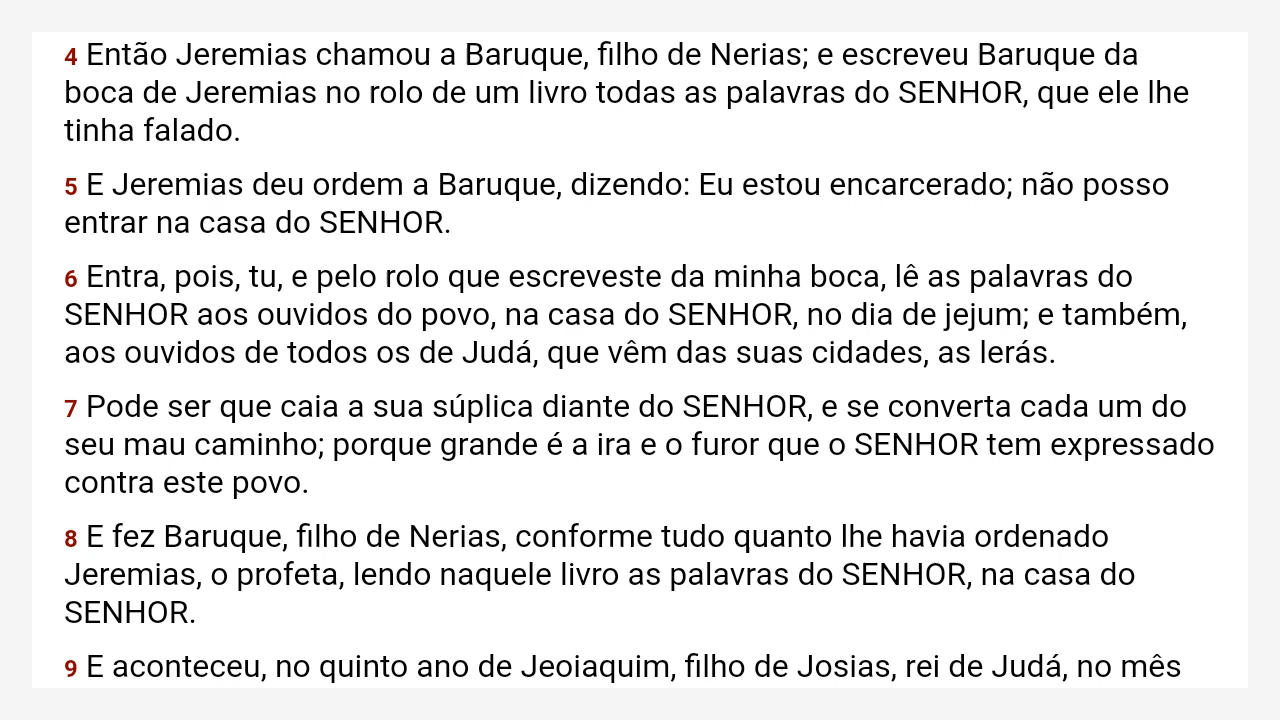 4 Então Jeremias chamou a Baruque, filho de Nerias; e escreveu Baruque da
boca de Jeremias no rolo de um livro todas as palavras do SENHOR, que ele lhe
tinha falado.
5 E Jeremias deu ordem a Baruque, dizendo: Eu estou encarcerado; não posso
entrar na casa do SENHOR.
6 Entra, pois, tu, e pelo rolo que escreveste da minha boca, lê as palavras do
SENHOR aos ouvidos do povo, na casa do SENHOR, no dia de jejum; e também,
aos ouvidos de todos os de Judá, que vêm das suas cidades, as lerás.
7 Pode ser que caia a sua súplica diante do SENHOR, e se converta cada um do
seu mau caminho; porque grande é a ira e o furor que o SENHOR tem expressado
contra este povo.
8 E fez Baruque, filho de Nerias, conforme tudo quanto lhe havia ordenado
Jeremias, o profeta, lendo naquele livro as palavras do SENHOR, na casa do
SENHOR.
9 E aconteceu, no quinto ano de Jeoiaquim, filho de Josias, rei de Judá, no mês